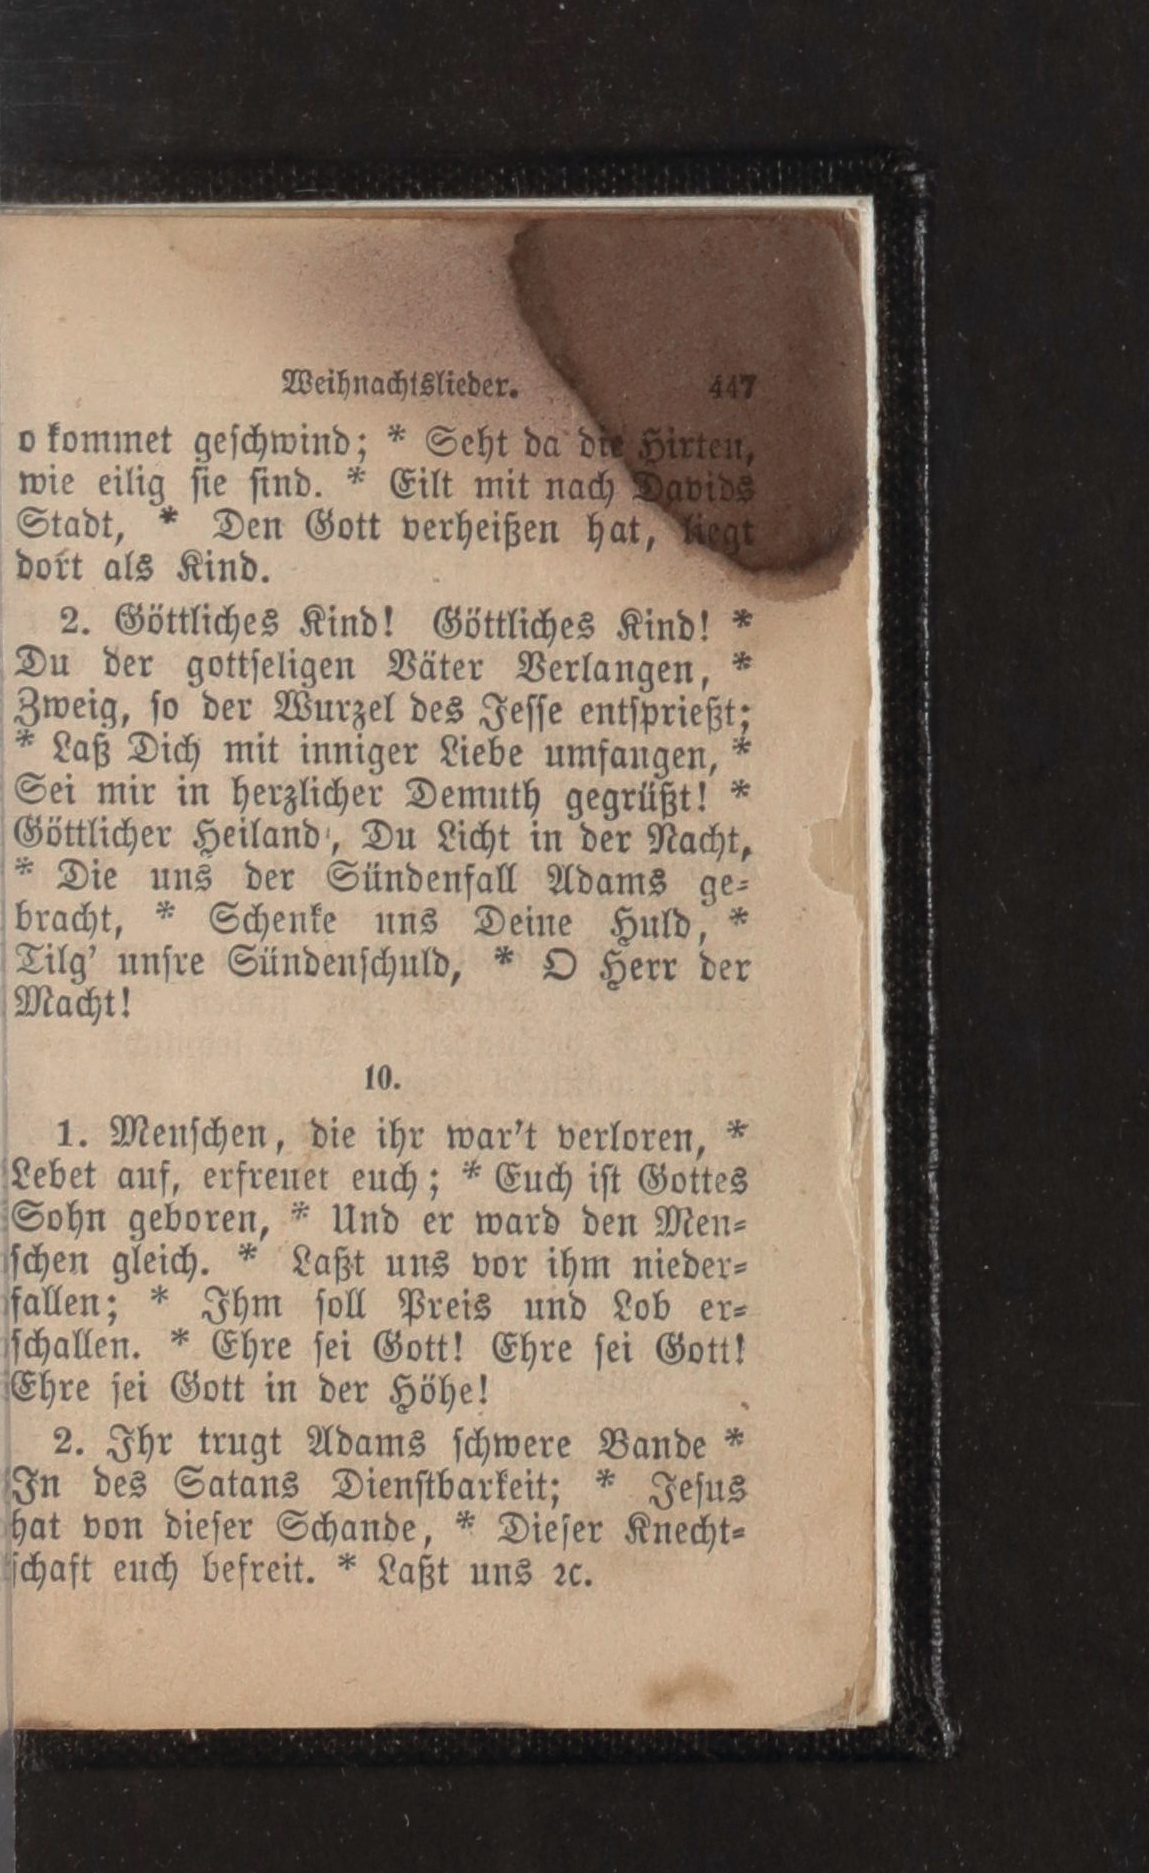 Weihnachtslieder. 447
o kommet geschwind; * Seht da die Hirten,
wie eilig sie sind. * Eilt mit nach Davids
Stadt, * Den Gott verheißen hat, liegt
dort als Kind.
2. Göttliches Kind! Göttliches Kind! *
Du der gottseligen Väter Verlangen, *
Zweig, so der Wurzel des Jesse entsprießt;
* Laß Dich mit inniger Liebe umfangen, *
Sei mir in herzlicher Demuth gegrüßt! *
Göttlicher Heiland, Du Licht in der Nacht,
* Die uns der Sündenfall Adams ge-
bracht, * Schenke uns Deine Huld, *
Tilg' unsre Sündenschuld, * O Herr der
Macht!
10.
1. Menschen, die ihr war't verloren, *
Lebet auf, erfreuet euch; * Euch ist Gottes
Sohn geboren, * Und er ward den Men-
schen gleich. * Laßt uns vor ihm nieder-
fallen; * Ihm soll Preis und Lob er-
schallen. * Ehre sei Gott! Ehre sei Gott!
Ehre sei Gott in der Höhe!
2. Ihr trugt Adams schwere Bande *
In des Satans Dienstbarkeit; * Jesus
hat von dieser Schande, * Dieser Knecht-
schaft euch befreit. * Laßt uns ꝛc.